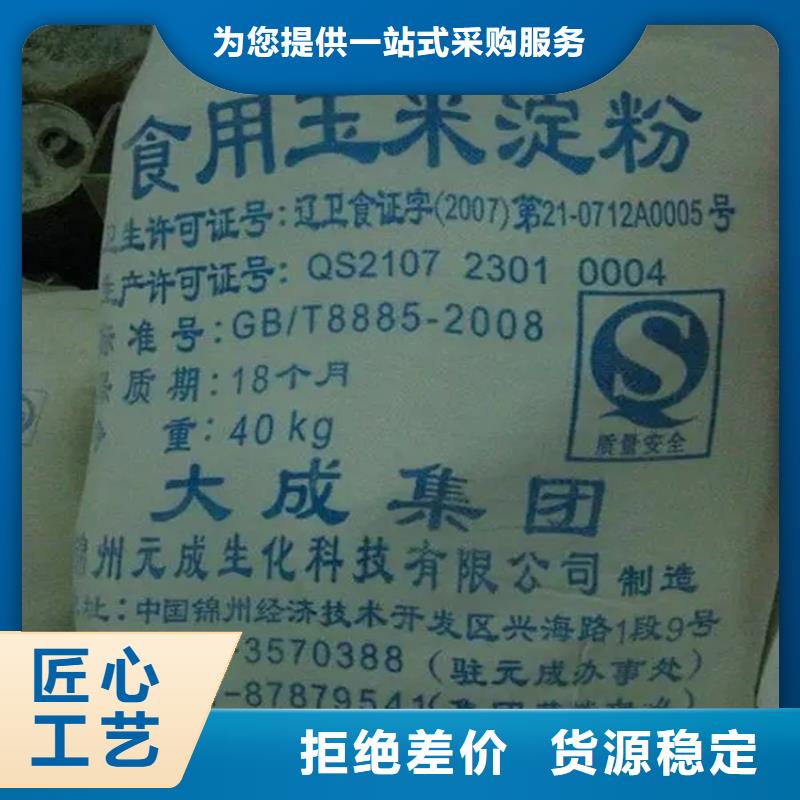 为您提供一站式采购服务
食用玉米淀粉
卫生许可证号:辽卫食证字(2007)第21-0712A0005号
生产许可证号: QS2107 2301 0004
标准号:GB/T8885-2008
质期:18个月
重:40kg
质量安全
大成集团
锦州元成生化科技有限公司 制造
地址:中国锦州经济技术开发区兴海路1段9号
-3570388(驻元成办事处)
-87879541
匠心
工艺
拒绝差价 货源稳定